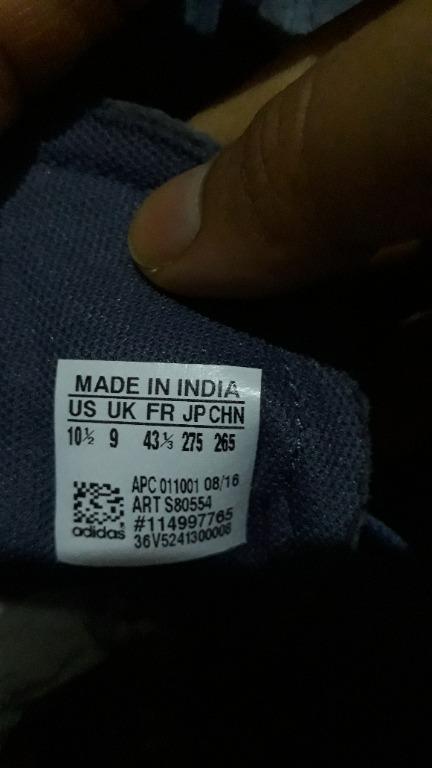 MADE IN INDIA
US UK FR JP CHN
10½ 9 43⅓ 275 265
APC 011001 08/16
ART S80554
#114997765
36V5241300008
adidas